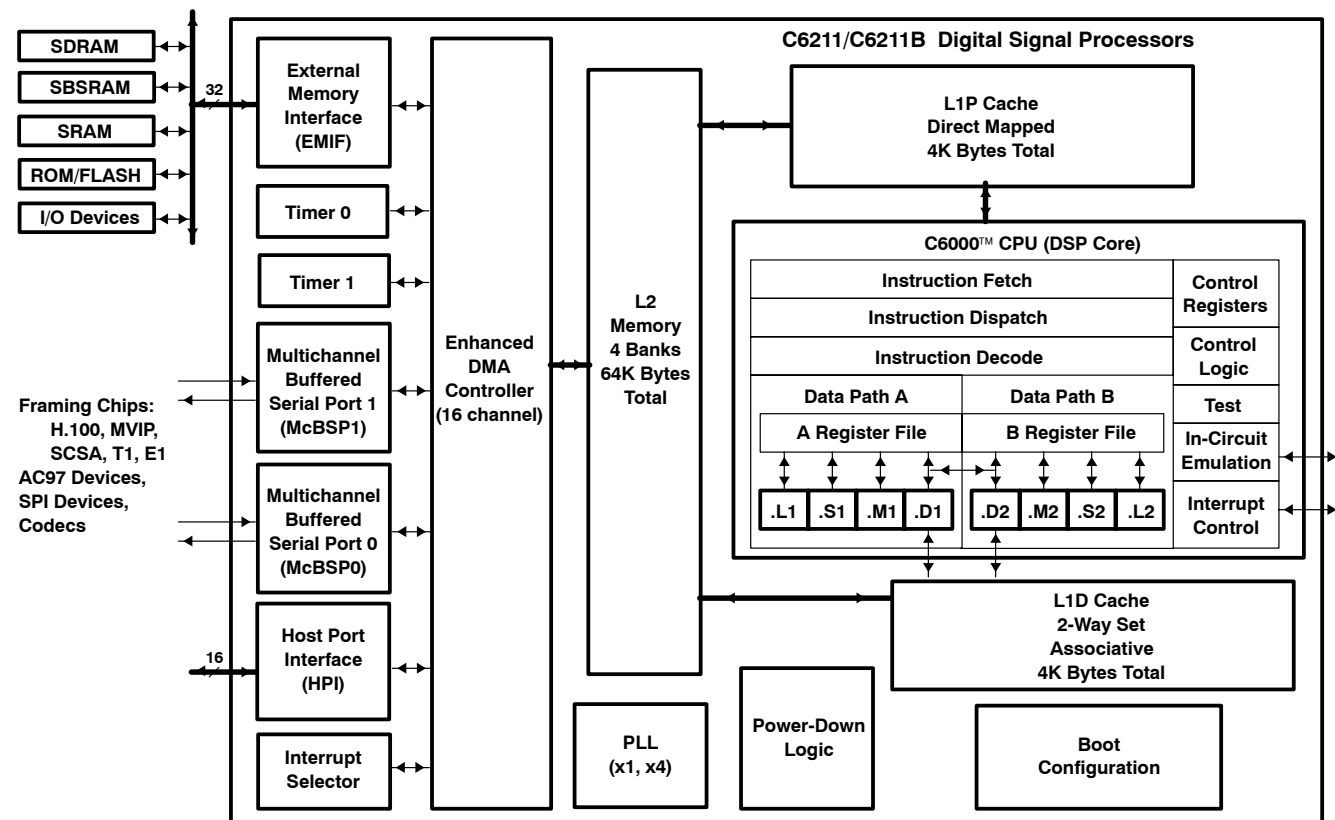 C6211/C6211B Digital Signal Processors
SDRAM
SBSRAM
SRAM
ROM/FLASH
I/O Devices
32
External
Memory
Interface
(EMIF)
Timer 0
Timer 1
Multichannel
Buffered
Serial Port 1
(McBSP1)
Framing Chips:
H.100, MVIP,
SCSA, T1, E1
AC97 Devices,
SPI Devices,
Codecs
Multichannel
Buffered
Serial Port 0
(McBSP0)
16
Host Port
Interface
(HPI)
Interrupt
Selector
Enhanced
DMA
Controller
(16 channel)
L2
Memory
4 Banks
64K Bytes
Total
L1P Cache
Direct Mapped
4K Bytes Total
C6000™ CPU (DSP Core)
Instruction Fetch
Instruction Dispatch
Instruction Decode
Control
Registers
Control
Logic
Test
In-Circuit
Emulation
Interrupt
Control
Data Path A
Data Path B
A Register File
B Register File
.L1 .S1 .M1 .D1 .D2 .M2 .S2 .L2
L1D Cache
2-Way Set
Associative
4K Bytes Total
PLL
(x1, x4)
Power-Down
Logic
Boot
Configuration